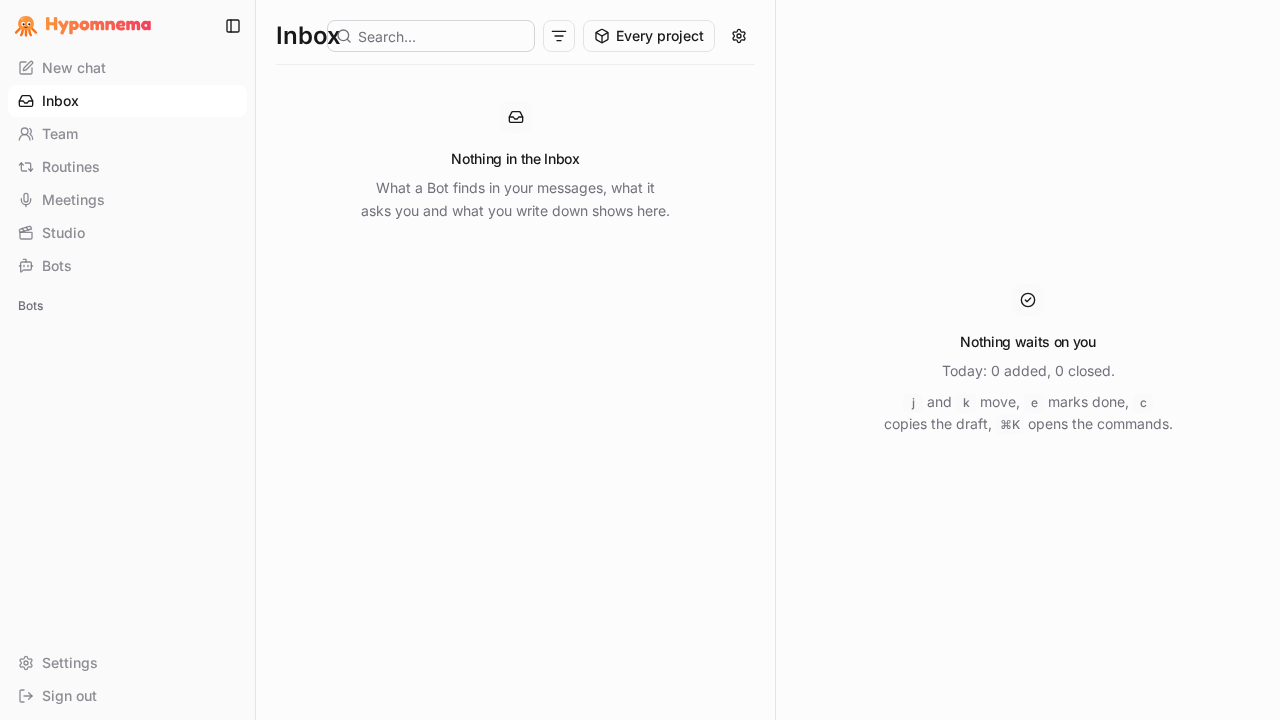 Hypomnema
New chat
Inbox
Team
Routines
Meetings
Studio
Bots
Bots
Settings
Sign out
Inbox
Search...
Every project
Nothing in the Inbox
What a Bot finds in your messages, what it
asks you and what you write down shows here.
Nothing waits on you
Today: 0 added, 0 closed.
j and k move, e marks done, c
copies the draft, ⌘K opens the commands.